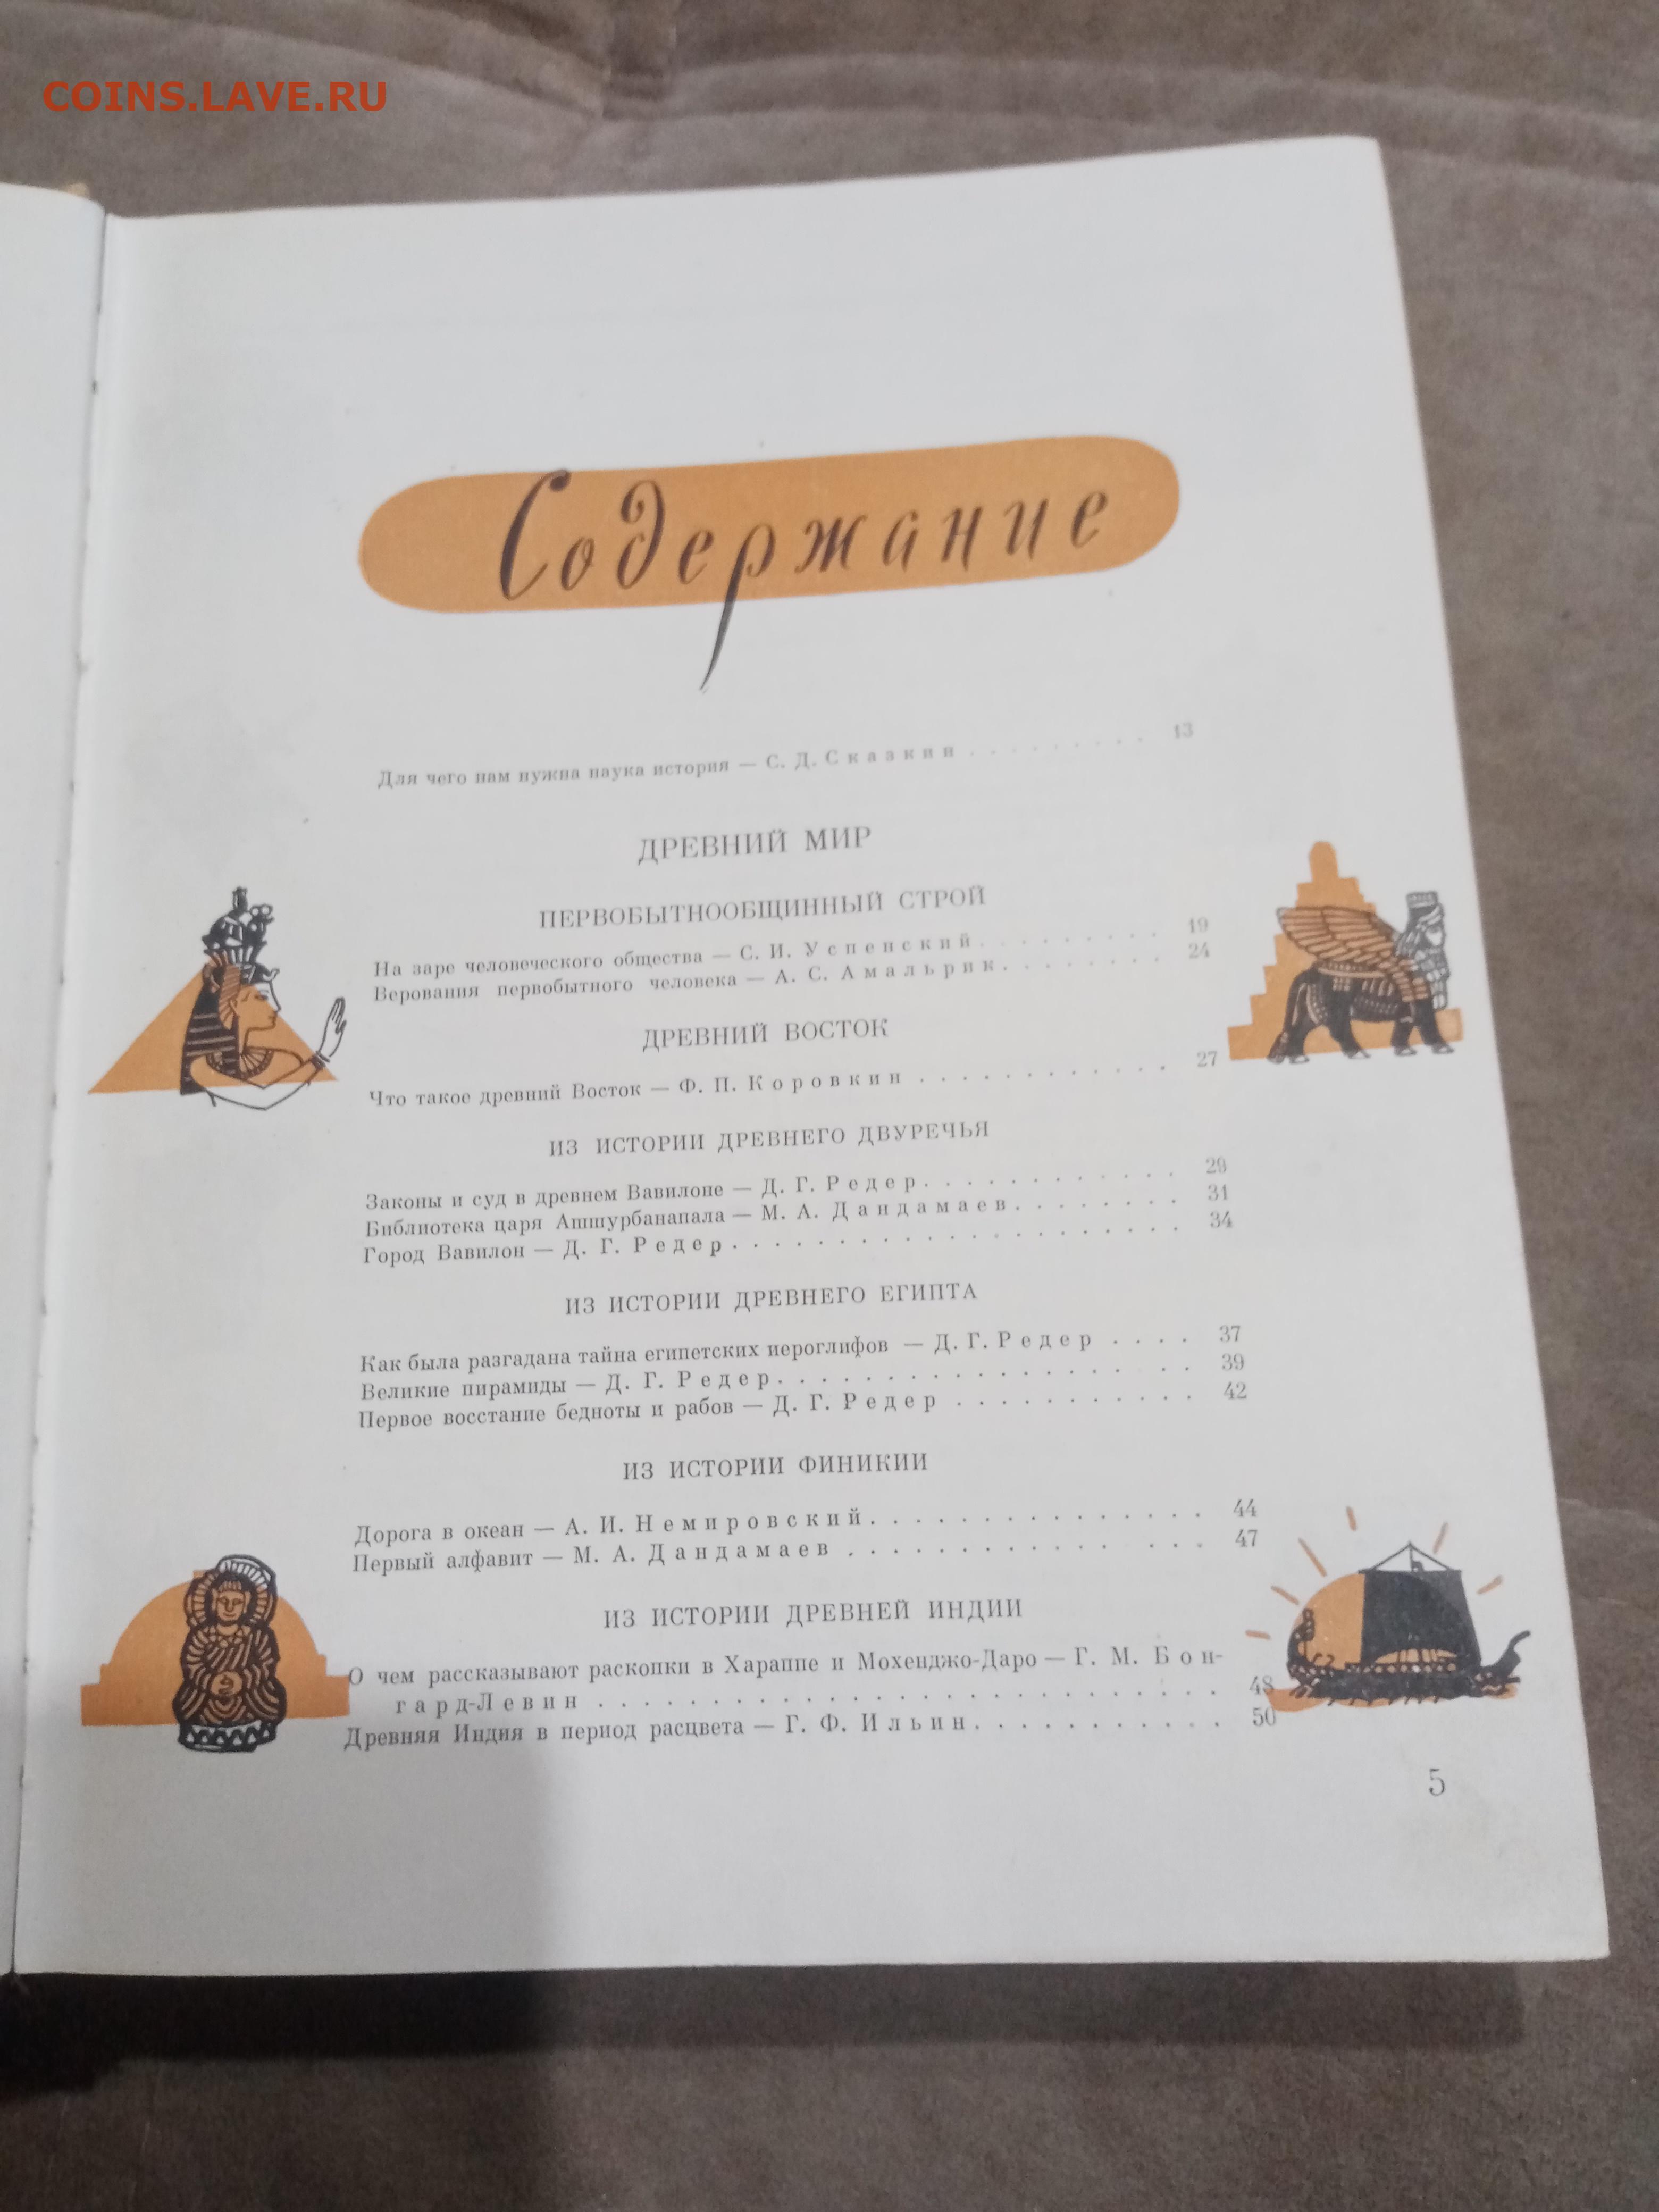 COINS.LAVE.RU
Содержание
Для чего нам нужна наука история — С. Д. Сказкин . . . . . . . . . 13
ДРЕВНИЙ МИР
ПЕРВОБЫТНООБЩИННЫЙ СТРОЙ
На заре человеческого общества — С. И. Успенский . . . . . . . . . 19
Верования первобытного человека — А. С. Амальрик . . . . . . . . 24
ДРЕВНИЙ ВОСТОК
Что такое древний Восток — Ф. П. Коровкин . . . . . . . . . . . . 27
ИЗ ИСТОРИИ ДРЕВНЕГО ДВУРЕЧЬЯ
Законы и суд в древнем Вавилоне — Д. Г. Редер . . . . . . . . . . . . 29
Библиотека царя Ашшурбанапала — М. А. Дандамаев . . . . . . . . 31
Город Вавилон — Д. Г. Редер . . . . . . . . . . . . . . . . . . . 34
ИЗ ИСТОРИИ ДРЕВНЕГО ЕГИПТА
Как была разгадана тайна египетских иероглифов — Д. Г. Редер . . . . 37
Великие пирамиды — Д. Г. Редер . . . . . . . . . . . . . . . . 39
Первое восстание бедноты и рабов — Д. Г. Редер . . . . . . . . . . . 42
ИЗ ИСТОРИИ ФИНИКИИ
Дорога в океан — А. И. Немировский . . . . . . . . . . . . . . 44
Первый алфавит — М. А. Дандамаев . . . . . . . . . . . . . . 47
ИЗ ИСТОРИИ ДРЕВНЕЙ ИНДИИ
О чем рассказывают раскопки в Хараппе и Мохенджо-Даро — Г. М. Бон-
гард-Левин . . . . . . . . . . . . . . . . . . . . . . . . 48
Древняя Индия в период расцвета — Г. Ф. Ильин . . . . . . . . . . . 50
5